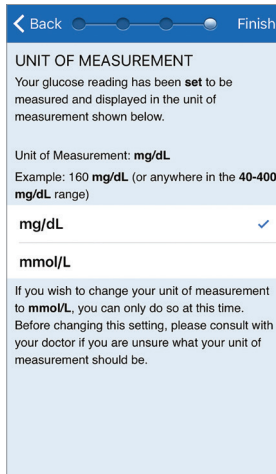 Back Finish
UNIT OF MEASUREMENT
Your glucose reading has been set to be
measured and displayed in the unit of
measurement shown below.
Unit of Measurement: mg/dL
Example: 160 mg/dL (or anywhere in the 40-400
mg/dL range)
mg/dL
mmol/L
If you wish to change your unit of measurement
to mmol/L, you can only do so at this time.
Before changing this setting, please consult with
your doctor if you are unsure what your unit of
measurement should be.